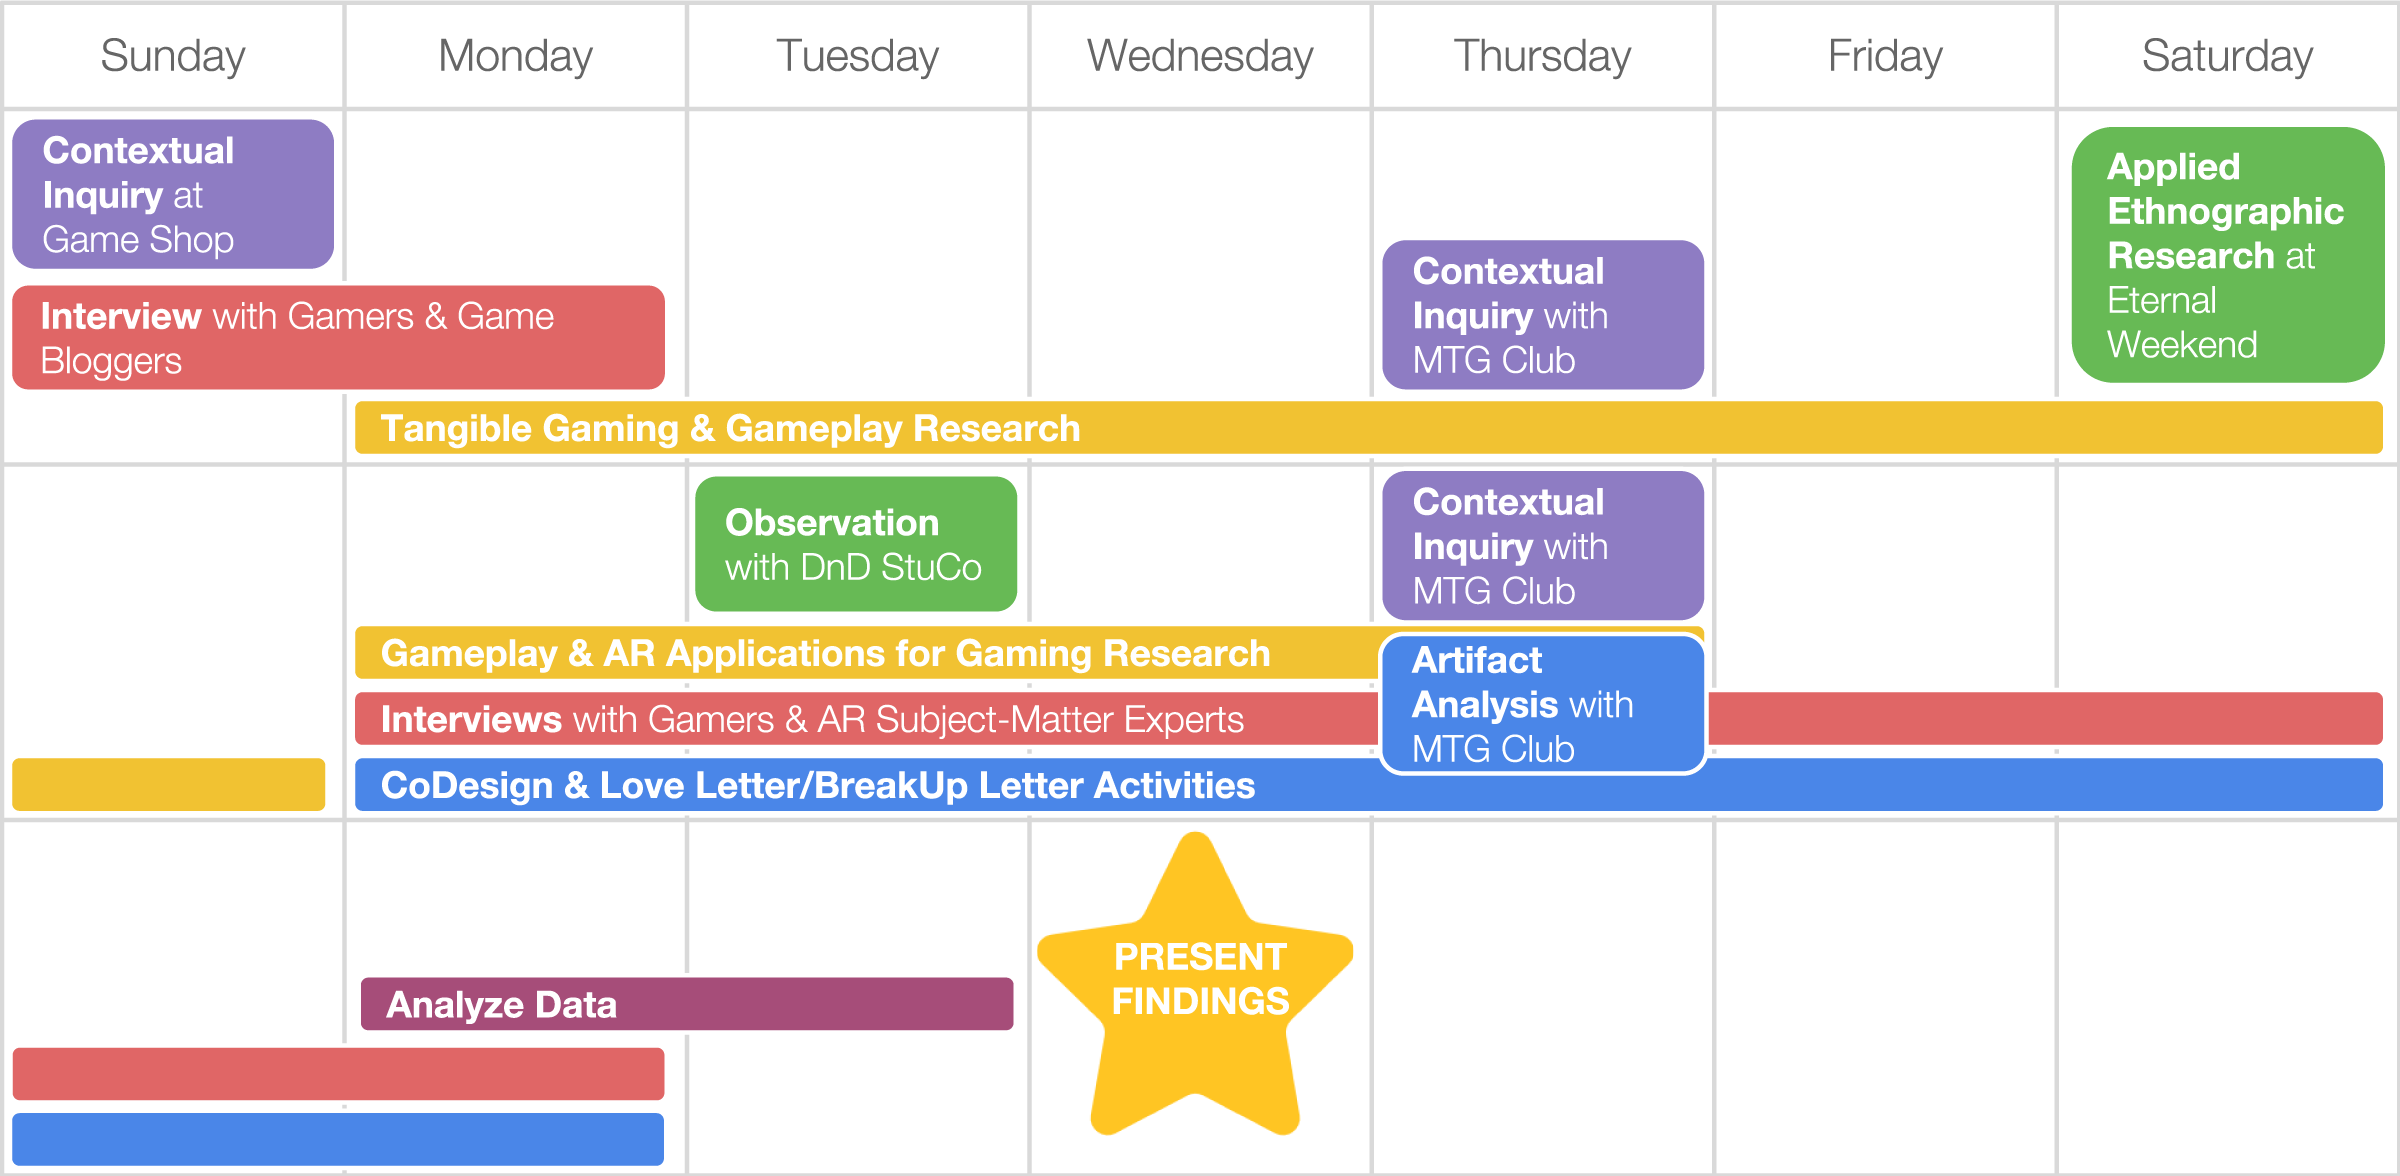 Sunday
Monday
Tuesday
Wednesday
Thursday
Friday
Saturday
Contextual
Inquiry at
Game Shop
Interview with Gamers & Game
Bloggers
Contextual
Inquiry with
MTG Club
Applied
Ethnographic
Research at
Eternal
Weekend
Tangible Gaming & Gameplay Research
Observation
with DnD StuCo
Contextual
Inquiry with
MTG Club
Gameplay & AR Applications for Gaming Research
Interviews with Gamers & AR Subject-Matter Experts
Artifact
Analysis with
MTG Club
CoDesign & Love Letter/BreakUp Letter Activities
Analyze Data
PRESENT
FINDINGS